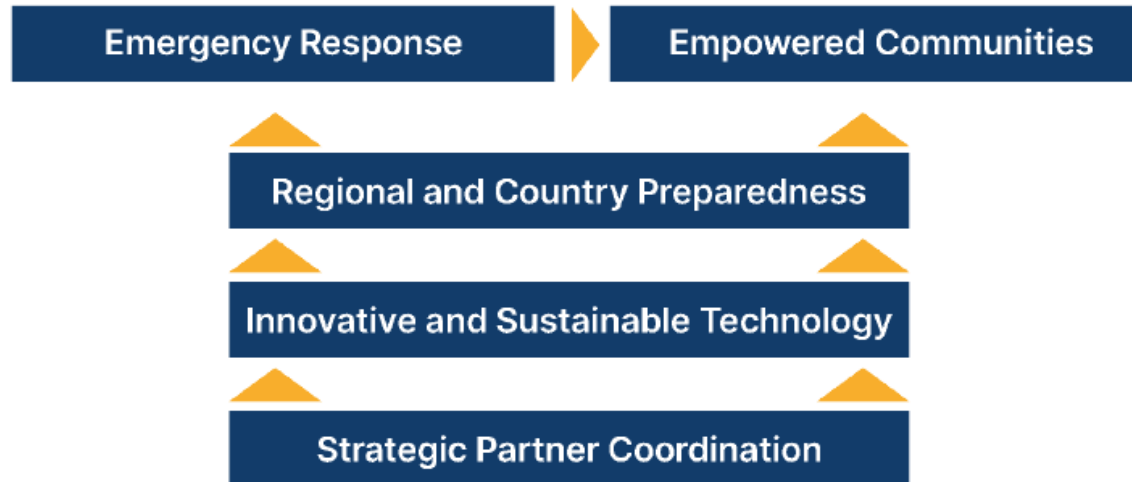 Emergency Response
Empowered Communities
Regional and Country Preparedness
Innovative and Sustainable Technology
Strategic Partner Coordination